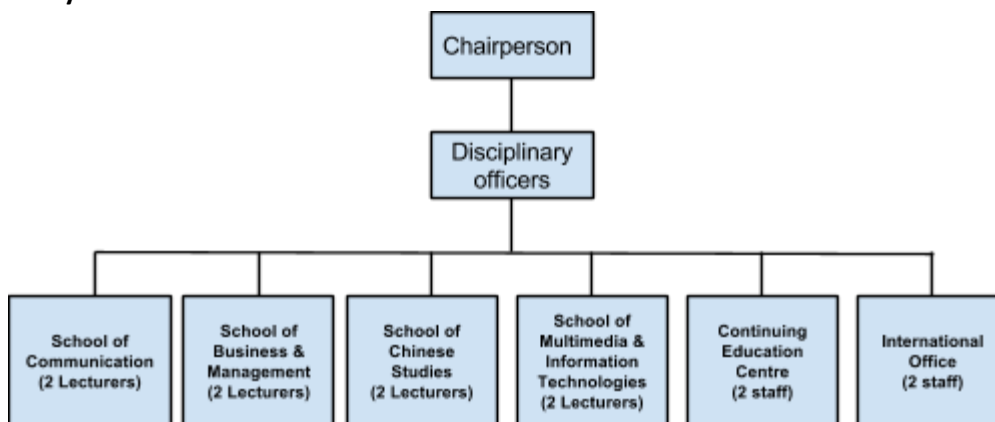 Chairperson
Disciplinary
officers
School of
Communication
(2 Lecturers)
School of
Business &
Management
(2 Lecturers)
School of
Chinese
Studies
(2 Lecturers)
School of
Multimedia &
Information
Technologies
(2 Lecturers)
Continuing
Education
Centre
(2 staff)
International
Office
(2 staff)